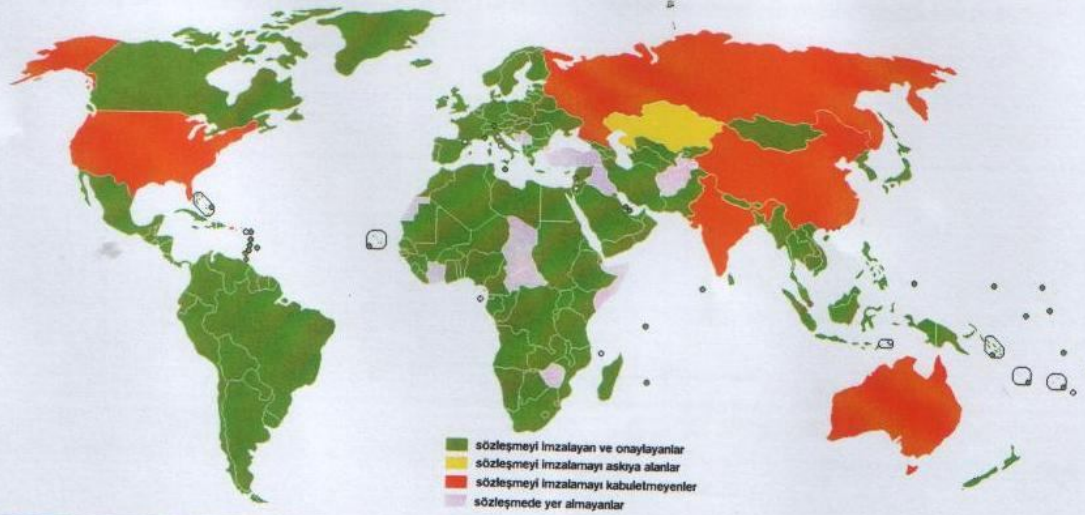 sözleşmeyi imzalayan ve onaylayanlar
sözleşmeyi imzalamayı askıya alanlar
sözleşmeyi imzalamayı kabuletmeyenler
sözleşmede yer almayanlar